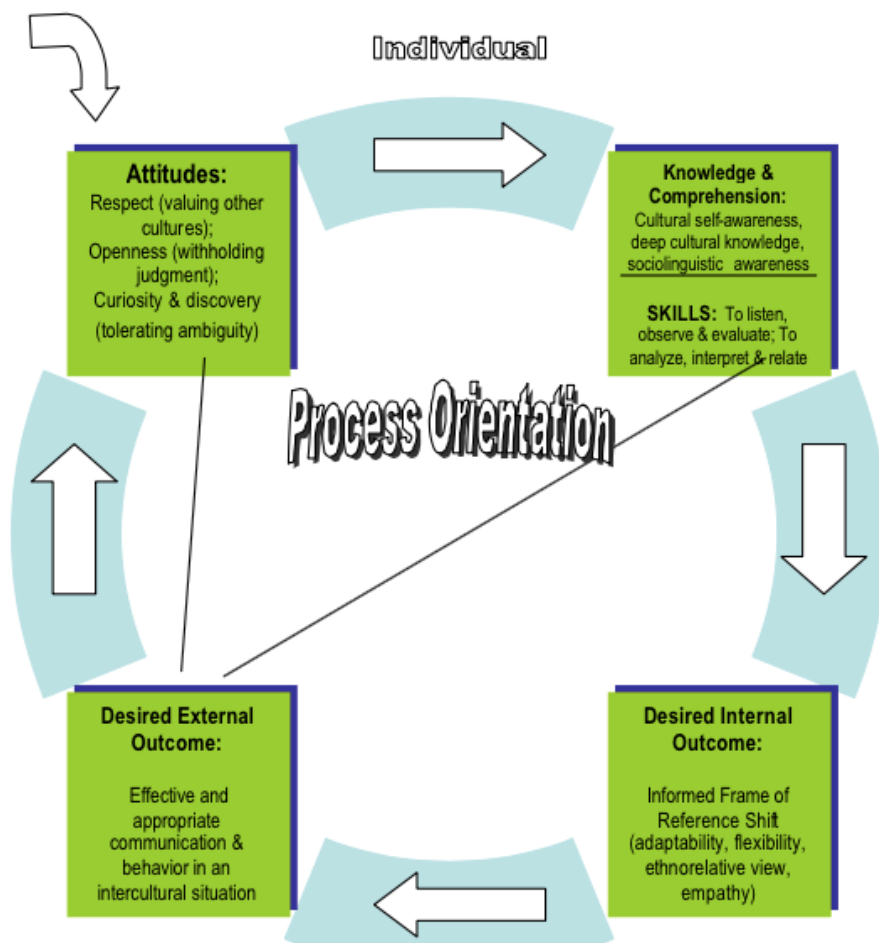 Individual
Attitudes:
Respect (valuing other
cultures);
Openness (withholding
judgment);
Curiosity & discovery
(tolerating ambiguity)
Knowledge &
Comprehension:
Cultural self-awareness,
deep cultural knowledge,
sociolinguistic awareness
SKILLS: To listen,
observe & evaluate; To
analyze, interpret & relate
Process Orientation
Desired External
Outcome:
Effective and
appropriate
communication &
behavior in an
intercultural situation
Desired Internal
Outcome:
Informed Frame of
Reference Shift
(adaptability, flexibility,
ethnorelative view,
empathy)